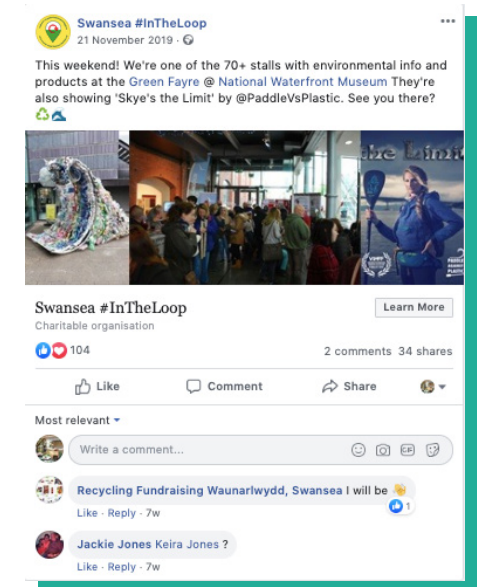 Swansea #InTheLoop
21 November 2019 ·
This weekend! We're one of the 70+ stalls with environmental info and
products at the Green Fayre @ National Waterfront Museum They're
also showing 'Skye's the Limit' by @PaddleVsPlastic. See you there?
the Limit
Swansea #InTheLoop
Learn More
Charitable organisation
104
2 comments 34 shares
Like Comment Share
Most relevant
Write a comment...
GIF
Recycling Fundraising Waunarlwydd, Swansea I will be
1
Like · Reply · 7w
Jackie Jones Keira Jones ?
Like · Reply · 7w